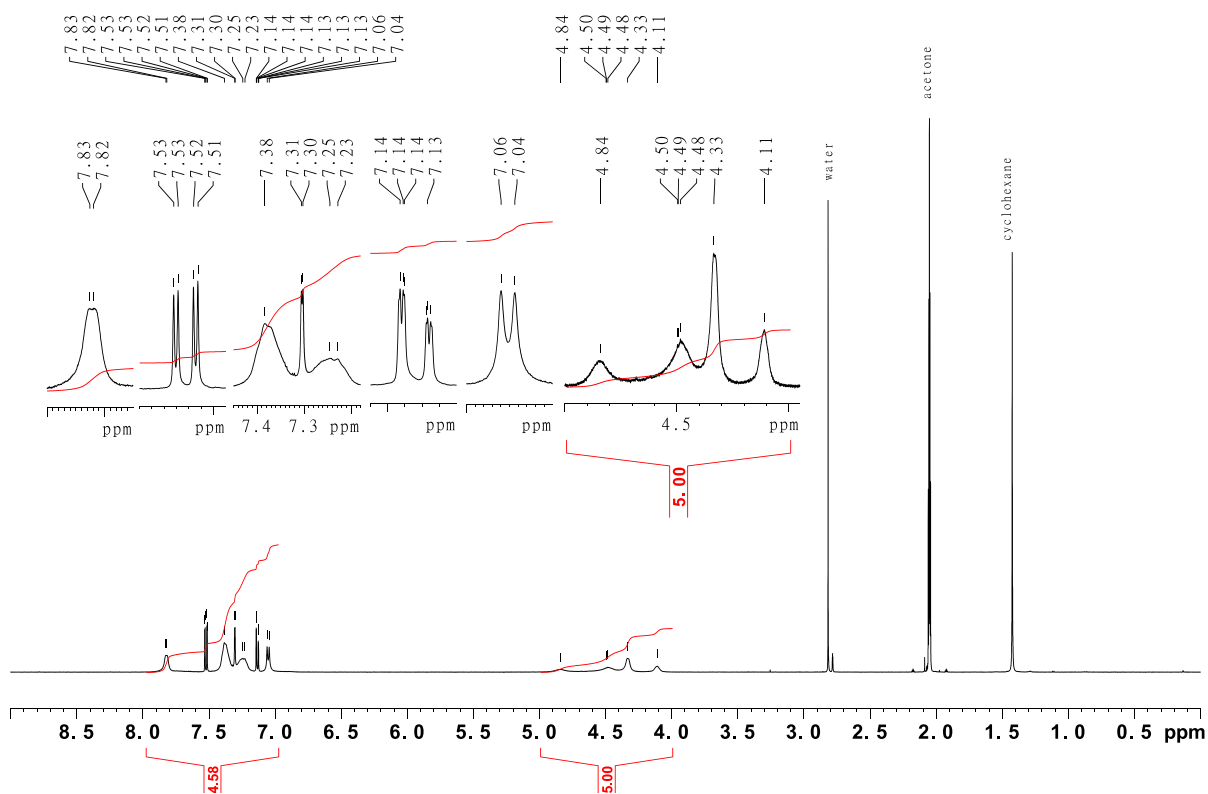 7.83 7.82 7.53 7.53 7.52 7.51 7.38 7.31 7.30 7.25 7.23 7.14 7.14 7.14 7.13 7.13 7.13 7.06 7.04 4.84 4.50 4.49 4.48 4.33 4.11
acetone
7.83 7.82 7.53 7.53 7.52 7.51 7.38 7.31 7.30 7.25 7.23 7.14 7.14 7.14 7.13 7.06 7.04 4.84 4.50 4.49 4.48 4.33 4.11
water
cyclohexane
ppm ppm 7.4 7.3 ppm ppm ppm 4.5 ppm
5.00
8.5 8.0 7.5 7.0 6.5 6.0 5.5 5.0 4.5 4.0 3.5 3.0 2.5 2.0 1.5 1.0 0.5 ppm
4.58 5.00